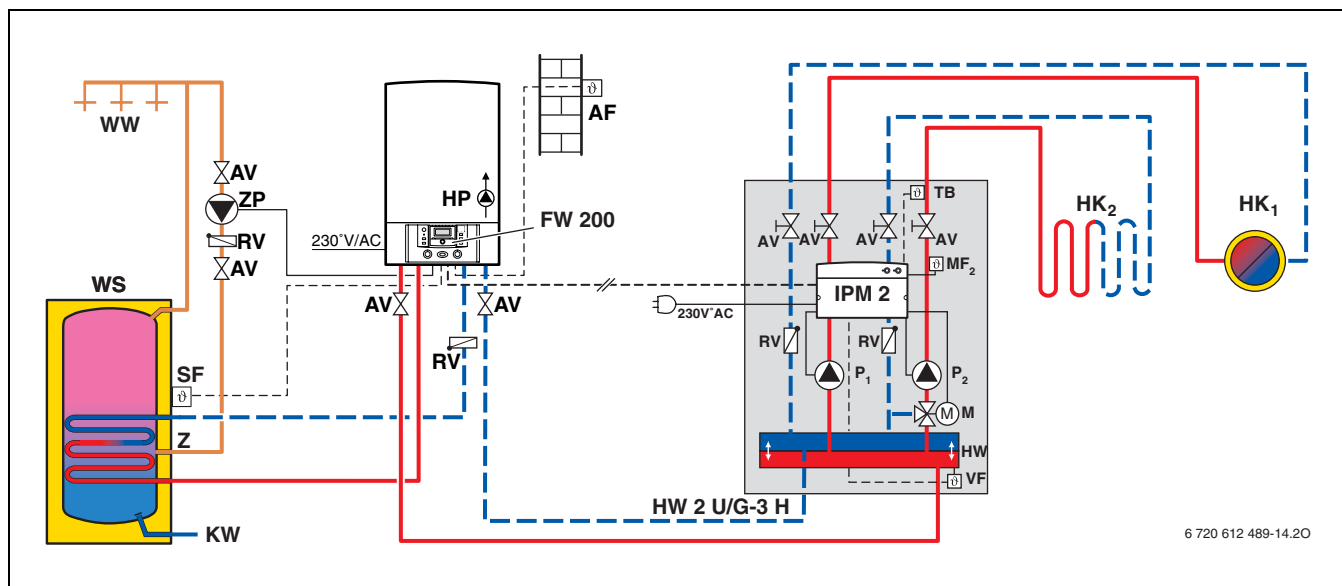 WW
AV
ZP
RV
AV
WS
SF
ϑ
Z
KW
230°V/AC
HP
FW 200
ϑ
AF
AV
AV
RV
230V°AC
HW 2 U/G-3 H
ϑ TB
AV
AV
AV
IPM 2
ϑ MF2
RV
RV
P1
P2
M M
HW
ϑ VF
HK2
HK1
6 720 612 489-14.2O